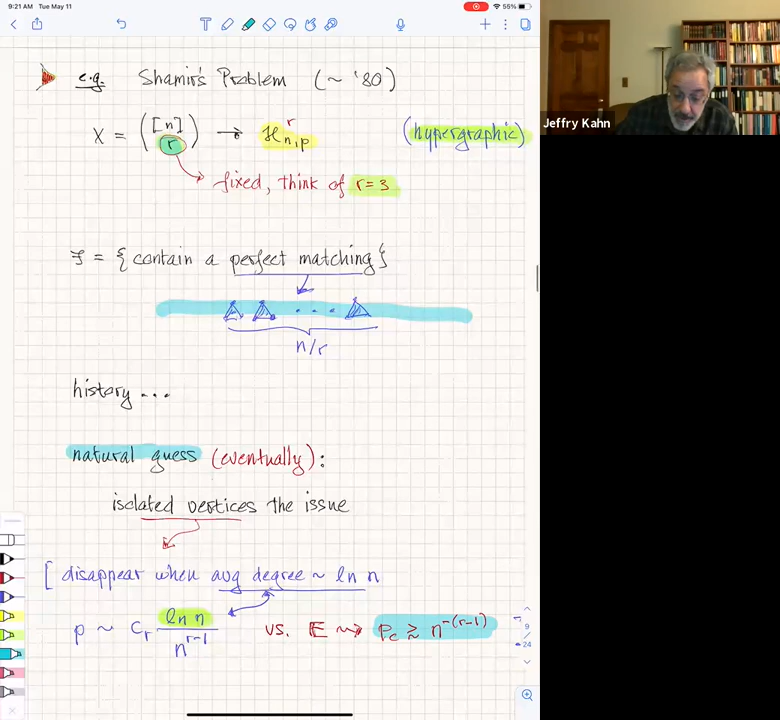 9:21 AM Tue May 11
55%
e.g. Shamir's Problem (~ '80)
X = ([n] r) → ℋ^r_{n,p} (hypergraphic)
fixed, think of r=3
ℱ = {contain a perfect matching}
...
n/r
history ...
natural guess (eventually):
isolated vertices the issue
[ disappear when avg degree ~ ln n
p ~ C_r ln n / n^{r-1} vs. E ⇝ p_c ≳ n^{-(r-1)}
9
/
24
Jeffry Kahn